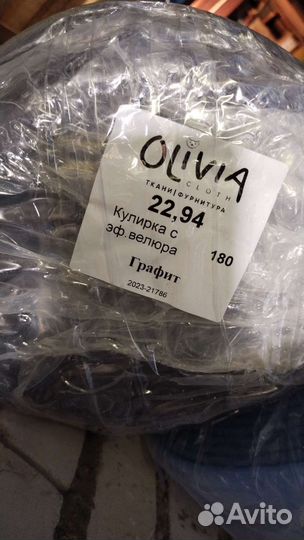 OLIVIA
CLOTH
ТКАНИ|ФУРНИТУРА
22,94
Кулирка с
эф.велюра 180
Графит
2023-21786
Avito